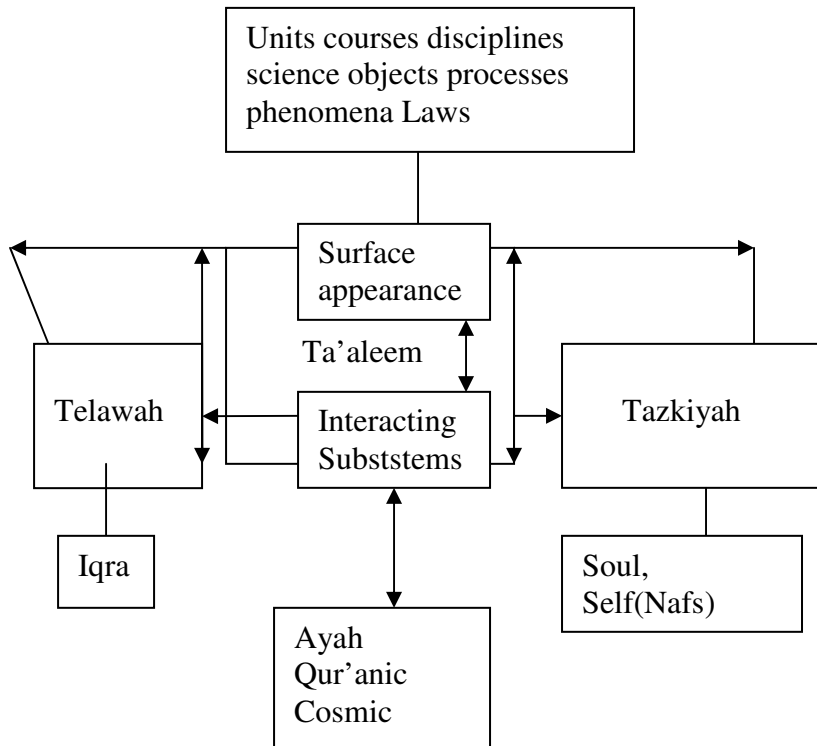 Units courses disciplines
science objects processes
phenomena Laws
Surface
appearance
Ta’aleem
Telawah
Interacting
Subststems
Tazkiyah
Iqra
Soul,
Self(Nafs)
Ayah
Qur’anic
Cosmic